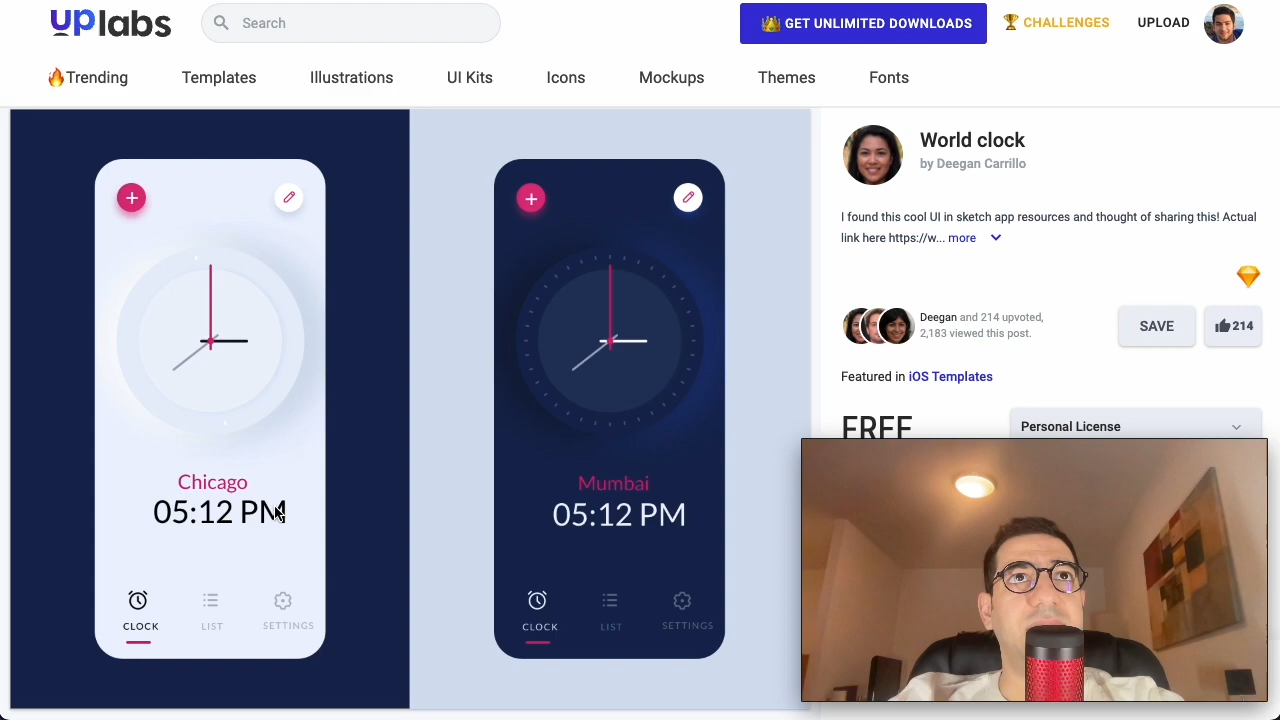 uplabs
Search
GET UNLIMITED DOWNLOADS
CHALLENGES
UPLOAD
Trending
Templates
Illustrations
UI Kits
Icons
Mockups
Themes
Fonts
Chicago
05:12 PM
CLOCK
LIST
SETTINGS
Mumbai
05:12 PM
CLOCK
LIST
SETTINGS
World clock
by Deegan Carrillo
I found this cool UI in sketch app resources and thought of sharing this! Actual
link here https://w... more
Deegan and 214 upvoted,
2,183 viewed this post.
SAVE
214
Featured in iOS Templates
FREE
Personal License